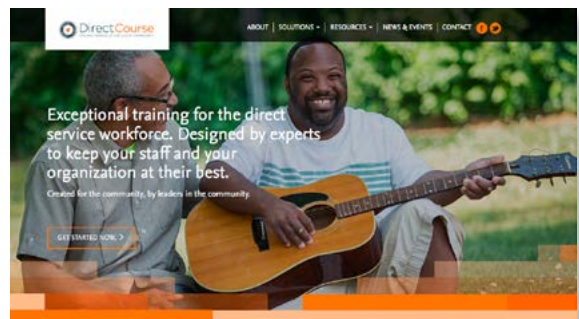 DirectCourse
ABOUT | SOLUTIONS | RESOURCES | NEWS & EVENTS | CONTACT
Exceptional training for the direct
service workforce. Designed by experts
to keep your staff and your
organization at their best.
Created for the community, by leaders in the community.
GET STARTED NOW >